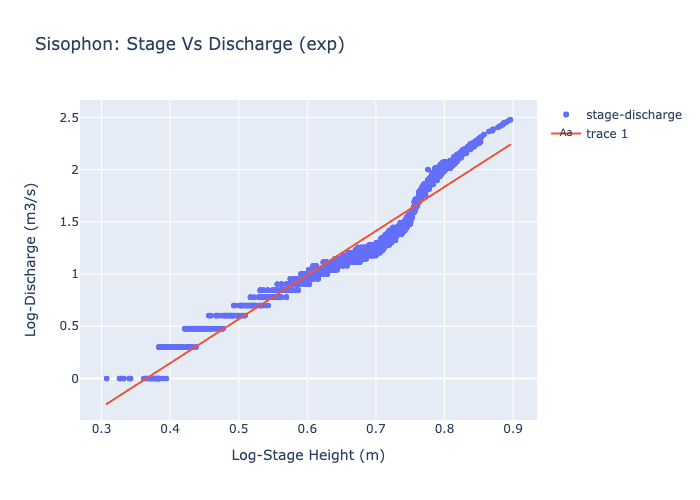 Sisophon: Stage Vs Discharge (exp)
stage-discharge
Aa trace 1
2.5
2
1.5
1
0.5
0
Log-Discharge (m3/s)
0.3 0.4 0.5 0.6 0.7 0.8 0.9
Log-Stage Height (m)